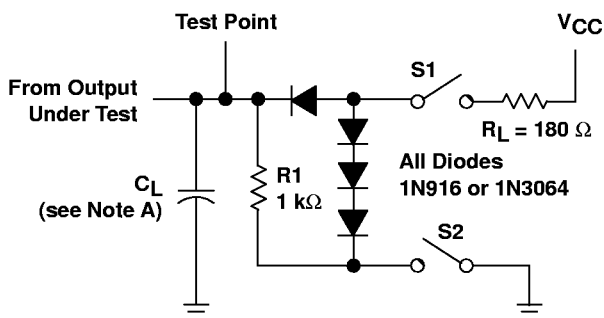 Test Point
VCC
From Output
Under Test
S1
RL = 180 Ω
CL
(see Note A)
R1
1 kΩ
All Diodes
1N916 or 1N3064
S2